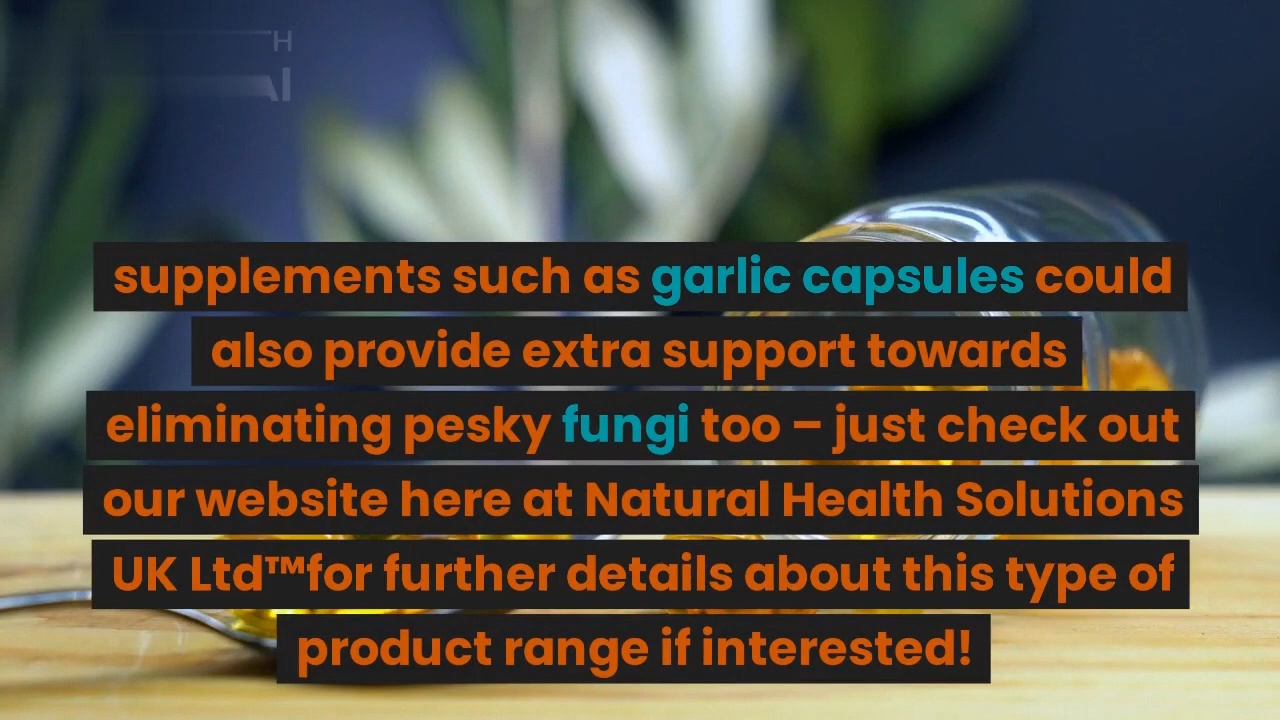 H
AI
supplements such as garlic capsules could
also provide extra support towards
eliminating pesky fungi too – just check out
our website here at Natural Health Solutions
UK Ltd™for further details about this type of
product range if interested!